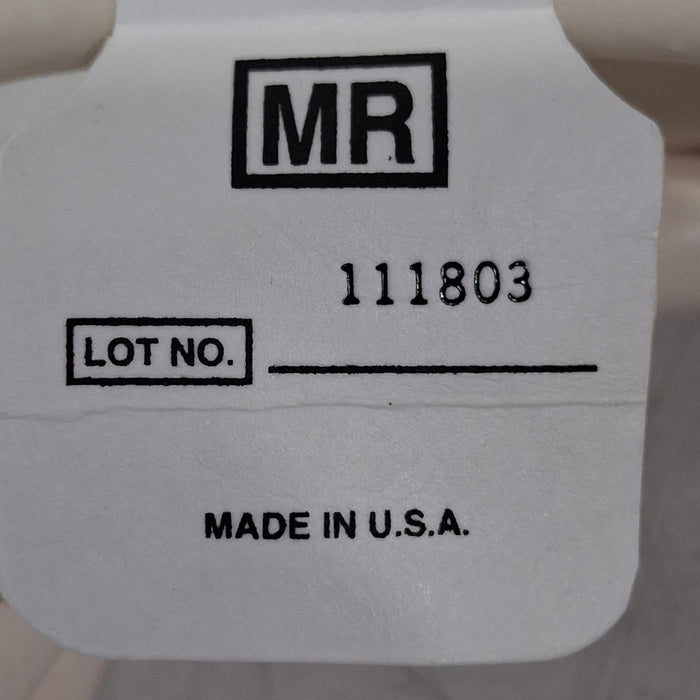 MR
111803
LOT NO.
MADE IN U.S.A.